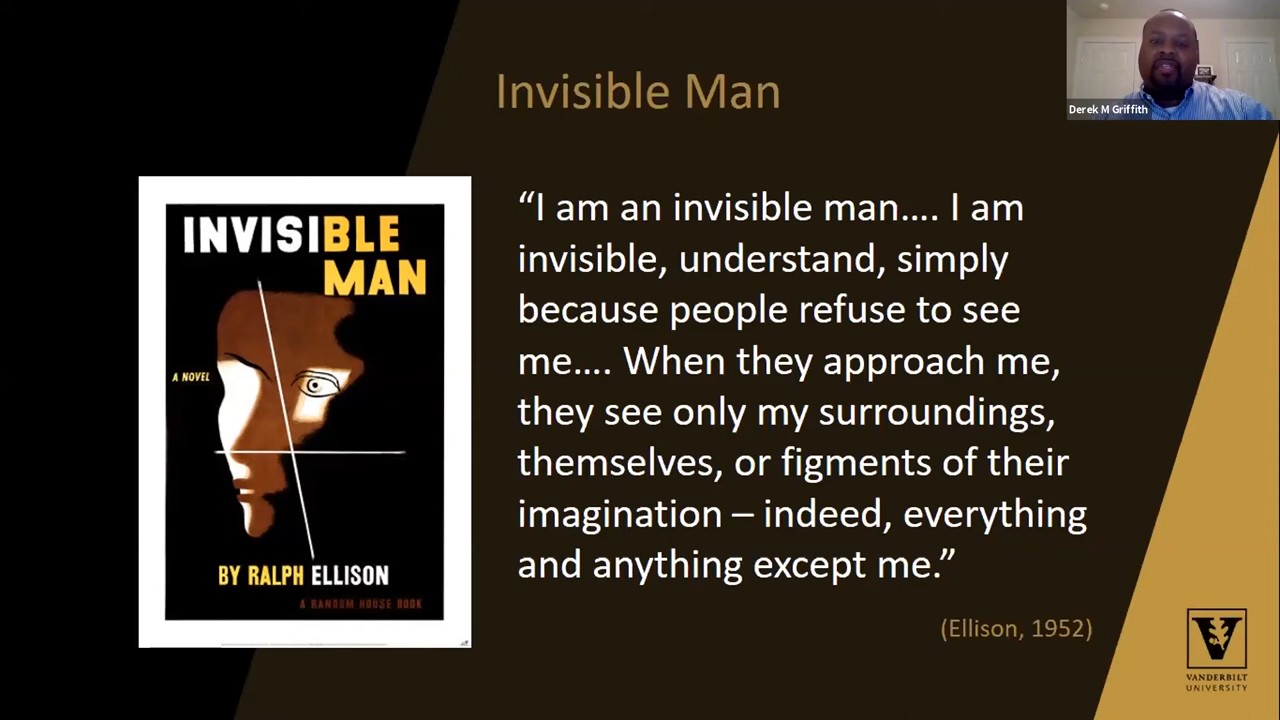 Invisible Man
Derek M Griffith
INVISIBLE
MAN
A NOVEL
BY RALPH ELLISON
A RANDOM HOUSE BOOK
“I am an invisible man…. I am
invisible, understand, simply
because people refuse to see
me…. When they approach me,
they see only my surroundings,
themselves, or figments of their
imagination – indeed, everything
and anything except me.”
(Ellison, 1952)
V
VANDERBILT
UNIVERSITY